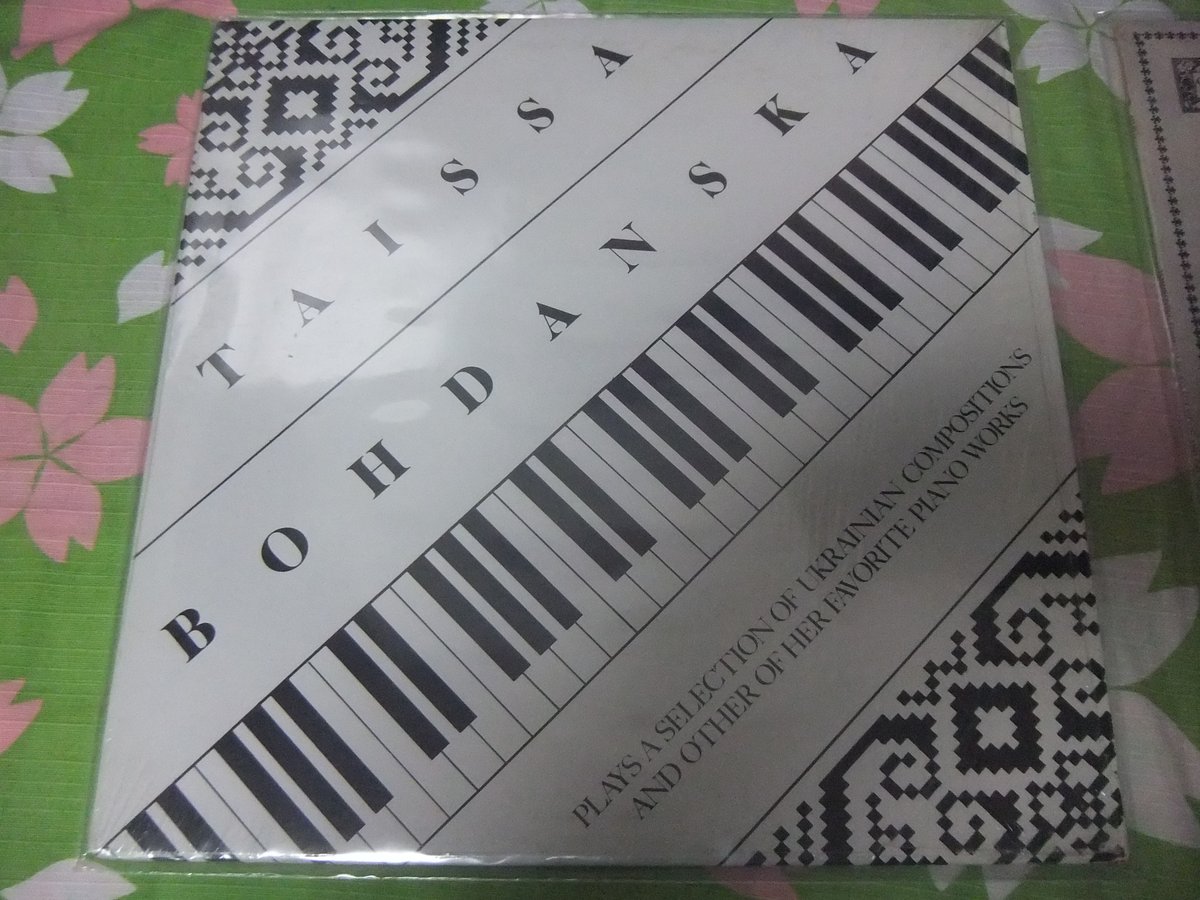 TAISSA
BOHDANSKA
PLAYS A SELECTION OF UKRAINIAN COMPOSITIONS
AND OTHER OF HER FAVORITE PIANO WORKS